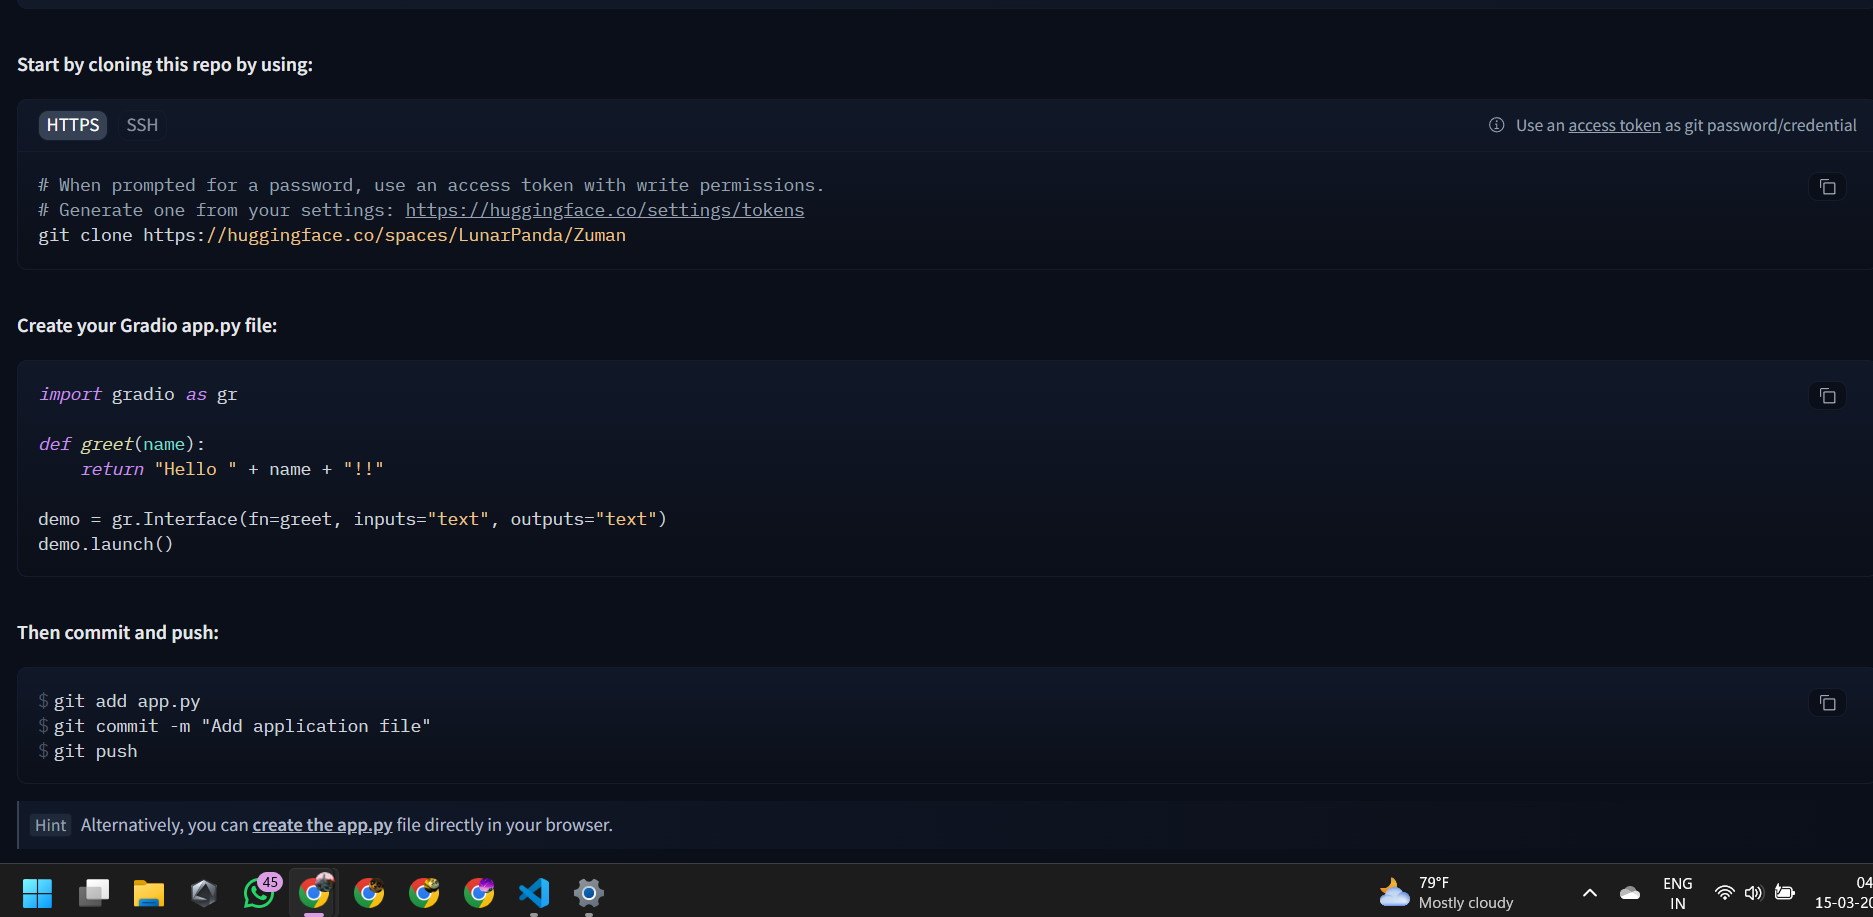 Start by cloning this repo by using:
HTTPS SSH
Use an access token as git password/credential
# When prompted for a password, use an access token with write permissions.
# Generate one from your settings: https://huggingface.co/settings/tokens
git clone https://huggingface.co/spaces/LunarPanda/Zuman
Create your Gradio app.py file:
import gradio as gr
def greet(name):
    return "Hello " + name + "!!"
demo = gr.Interface(fn=greet, inputs="text", outputs="text")
demo.launch()
Then commit and push:
$ git add app.py
$ git commit -m "Add application file"
$ git push
Hint Alternatively, you can create the app.py file directly in your browser.
45
79°F
Mostly cloudy
ENG
IN
04
15-03-20